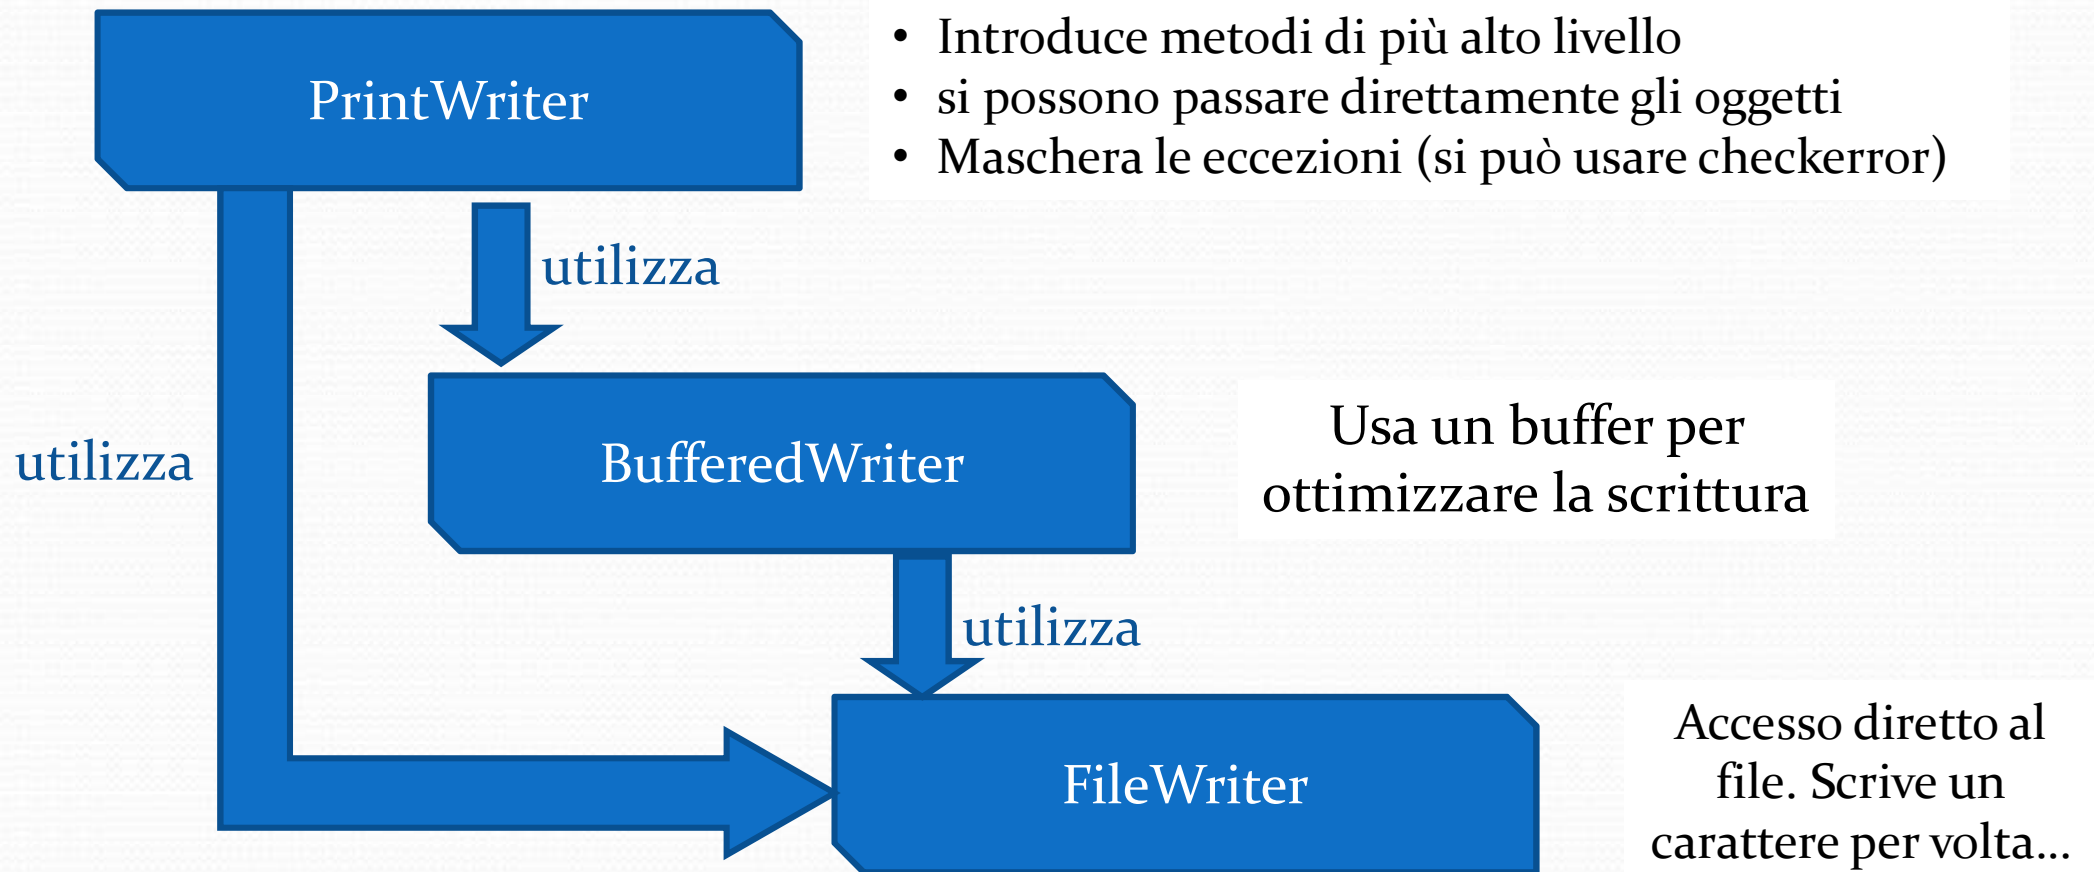 PrintWriter
• Introduce metodi di più alto livello
• si possono passare direttamente gli oggetti
• Maschera le eccezioni (si può usare checkerror)
utilizza
utilizza
BufferedWriter
Usa un buffer per
ottimizzare la scrittura
utilizza
FileWriter
Accesso diretto al
file. Scrive un
carattere per volta...